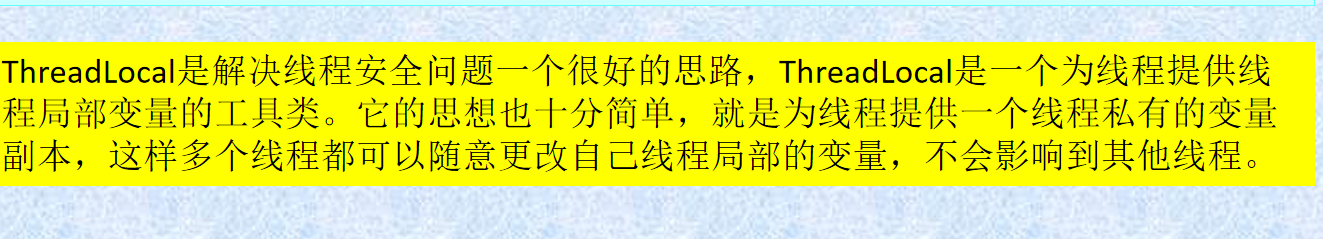 ThreadLocal是解决线程安全问题一个很好的思路，ThreadLocal是一个为线程提供线
程局部变量的工具类。它的思想也十分简单，就是为线程提供一个线程私有的变量
副本，这样多个线程都可以随意更改自己线程局部的变量，不会影响到其他线程。